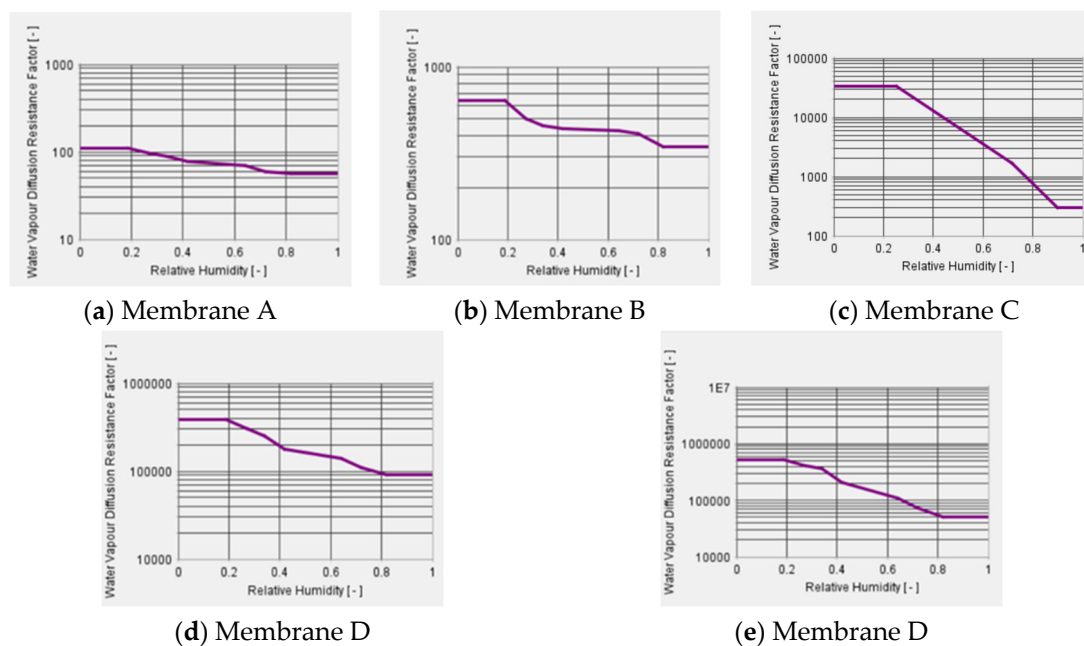 Water Vapour Diffusion Resistance Factor [ - ]
1000
100
10
0 0.2 0.4 0.6 0.8 1
Relative Humidity [ - ]
(a) Membrane A
Water Vapour Diffusion Resistance Factor [ - ]
1000
100
0 0.2 0.4 0.6 0.8 1
Relative Humidity [ - ]
(b) Membrane B
Water Vapour Diffusion Resistance Factor [ - ]
100000
10000
1000
100
0 0.2 0.4 0.6 0.8 1
Relative Humidity [ - ]
(c) Membrane C
Water Vapour Diffusion Resistance Factor [ - ]
1000000
100000
10000
0 0.2 0.4 0.6 0.8 1
Relative Humidity [ - ]
(d) Membrane D
Water Vapour Diffusion Resistance Factor [ - ]
1E7
1000000
100000
10000
0 0.2 0.4 0.6 0.8 1
Relative Humidity [ - ]
(e) Membrane D